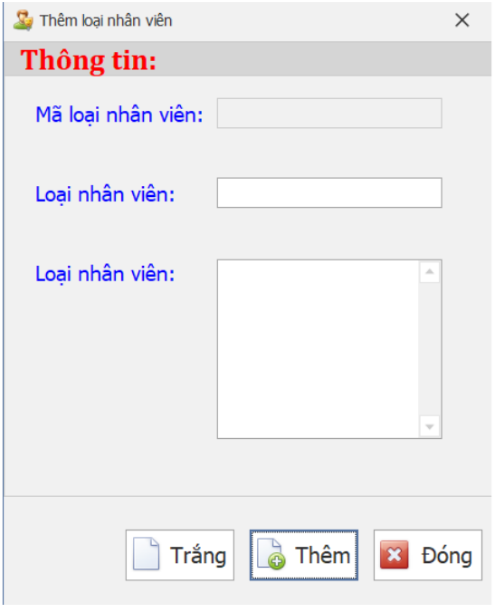 Thêm loại nhân viên
Thông tin:
Mã loại nhân viên:
Loại nhân viên:
Loại nhân viên:
Trắng
Thêm
Đóng